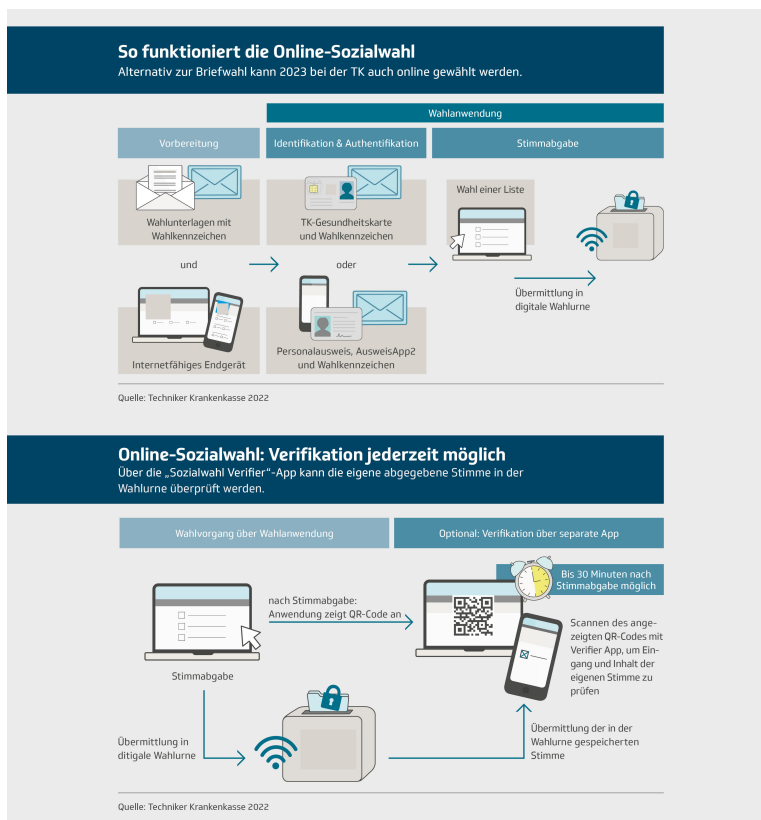 So funktioniert die Online-Sozialwahl
Alternativ zur Briefwahl kann 2023 bei der TK auch online gewählt werden.
Wahlanwendung
Vorbereitung
Identifikation & Authentifikation
Stimmabgabe
Wahlunterlagen mit
Wahlkennzeichen
und
Internetfähiges Endgerät
TK-Gesundheitskarte
und Wahlkennzeichen
oder
Personalausweis, AusweisApp2
und Wahlkennzeichen
Wahl einer Liste
Übermittlung in
digitale Wahlurne
Quelle: Techniker Krankenkasse 2022
Online-Sozialwahl: Verifikation jederzeit möglich
Über die „Sozialwahl Verifier“-App kann die eigene abgegebene Stimme in der
Wahlurne überprüft werden.
Wahlvorgang über Wahlanwendung
Optional: Verifikation über separate App
Bis 30 Minuten nach
Stimmabgabe möglich
nach Stimmabgabe:
Anwendung zeigt QR-Code an
Stimmabgabe
Scannen des ange-
zeigten QR-Codes mit
Verifier App, um Ein-
gang und Inhalt der
eigenen Stimme zu
prüfen
Übermittlung in
ditigale Wahlurne
Übermittlung der in der
Wahlurne gespeicherten
Stimme
Quelle: Techniker Krankenkasse 2022